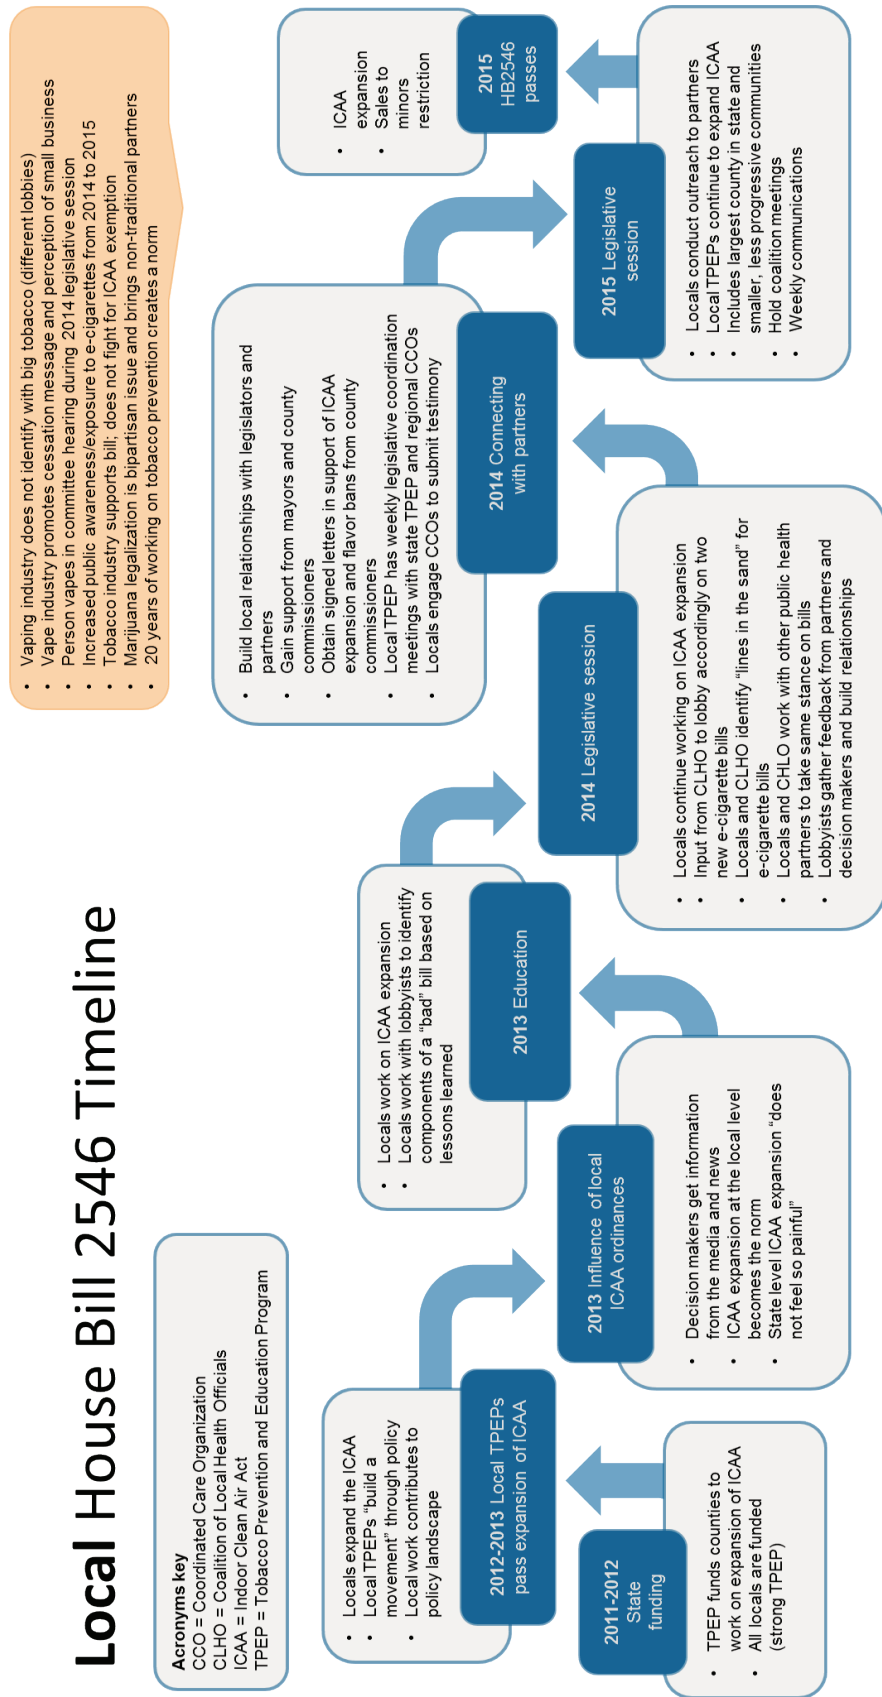 Local House Bill 2546 Timeline
Acronyms key
CCO = Coordinated Care Organization
CLHO = Coalition of Local Health Officials
ICAA = Indoor Clean Air Act
TPEP = Tobacco Prevention and Education Program
• Vaping industry does not identify with big tobacco (different lobbies)
• Vape industry promotes cessation message and perception of small business
• Person vapes in committee hearing during 2014 legislative session
• Increased public awareness/exposure to e-cigarettes from 2014 to 2015
• Tobacco industry supports bill; does not fight for ICAA exemption
• Marijuana legalization is bipartisan issue and brings non-traditional partners
• 20 years of working on tobacco prevention creates a norm
2011-2012
State
funding
• TPEP funds counties to
work on expansion of ICAA
• All locals are funded
(strong TPEP)
• Locals expand the ICAA
• Local TPEPs “build a
movement” through policy
• Local work contributes to
policy landscape
2012-2013 Local TPEPs
pass expansion of ICAA
2013 Influence of local
ICAA ordinances
• Decision makers get information
from the media and news
• ICAA expansion at the local level
becomes the norm
• State level ICAA expansion “does
not feel so painful”
• Locals work on ICAA expansion
• Locals work with lobbyists to identify
components of a “bad” bill based on
lessons learned
2013 Education
2014 Legislative session
• Locals continue working on ICAA expansion
• Input from CLHO to lobby accordingly on two
new e-cigarette bills
• Locals and CLHO identify “lines in the sand” for
e-cigarette bills
• Locals and CHLO work with other public health
partners to take same stance on bills
• Lobbyists gather feedback from partners and
decision makers and build relationships
• Build local relationships with legislators and
partners
• Gain support from mayors and county
commissioners
• Obtain signed letters in support of ICAA
expansion and flavor bans from county
commissioners
• Local TPEP has weekly legislative coordination
meetings with state TPEP and regional CCOs
• Locals engage CCOs to submit testimony
2014 Connecting
with partners
2015 Legislative
session
• Locals conduct outreach to partners
• Local TPEPs continue to expand ICAA
• Includes largest county in state and
smaller, less progressive communities
• Hold coalition meetings
• Weekly communications
• ICAA
expansion
• Sales to
minors
restriction
2015
HB2546
passes